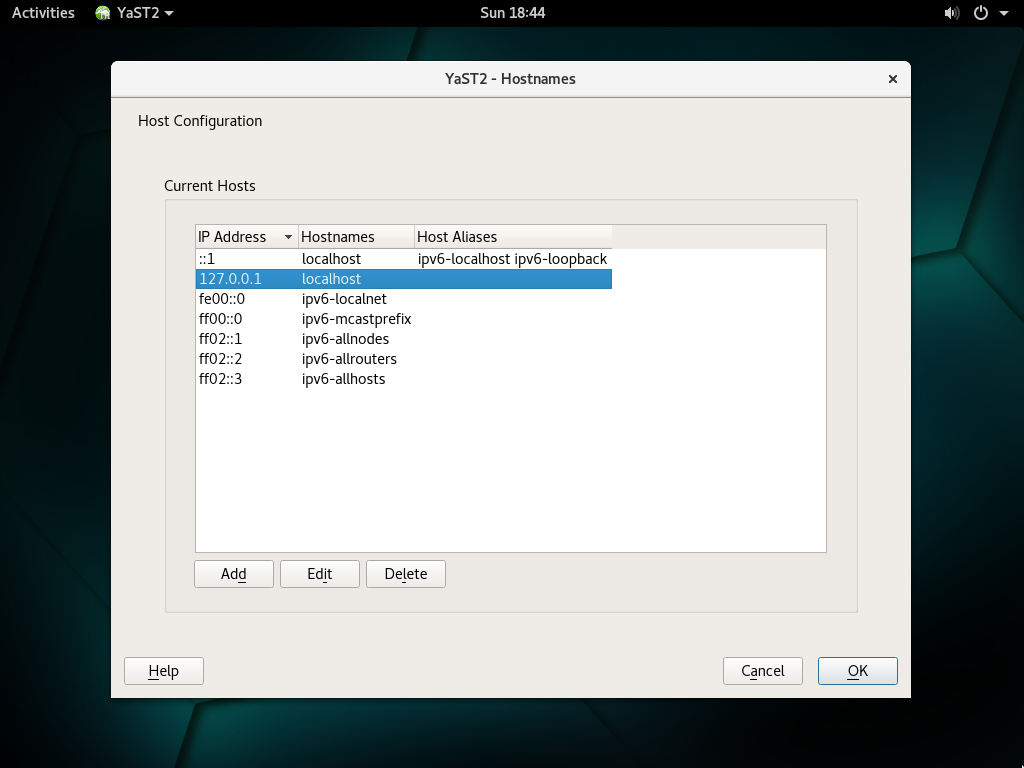 Activities YaST2 Sun 18:44
YaST2 - Hostnames
Host Configuration
Current Hosts
IP Address Hostnames Host Aliases
::1 localhost ipv6-localhost ipv6-loopback
127.0.0.1 localhost
fe00::0 ipv6-localnet
ff00::0 ipv6-mcastprefix
ff02::1 ipv6-allnodes
ff02::2 ipv6-allrouters
ff02::3 ipv6-allhosts
Add Edit Delete
Help Cancel OK